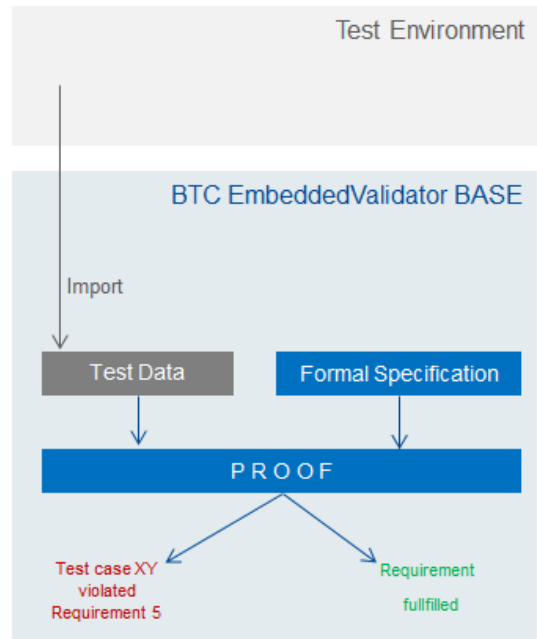 Test Environment
BTC EmbeddedValidator BASE
Import
Test Data
Formal Specification
P R O O F
Test case XY
violated
Requirement 5
Requirement
fullfilled